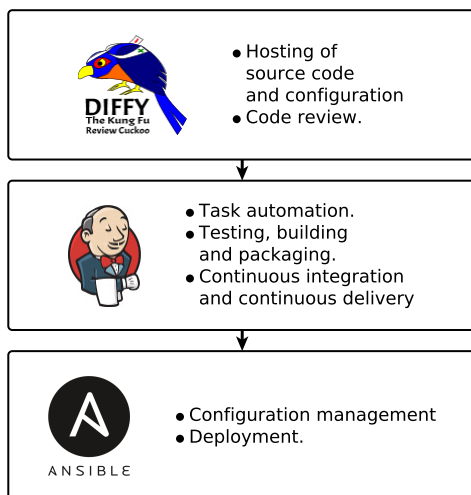 DIFFY
The Kung Fu
Review Cuckoo
● Hosting of
source code
and configuration
● Code review.
● Task automation.
● Testing, building
and packaging.
● Continuous integration
and continuous delivery
ANSIBLE
● Configuration management
● Deployment.